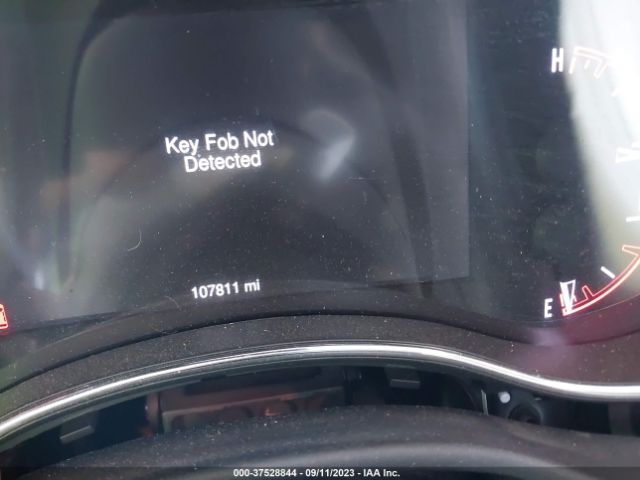 H
Key Fob Not
Detected
107811 mi
E
000-37528844 / 09/11/2023 / IAA Inc.